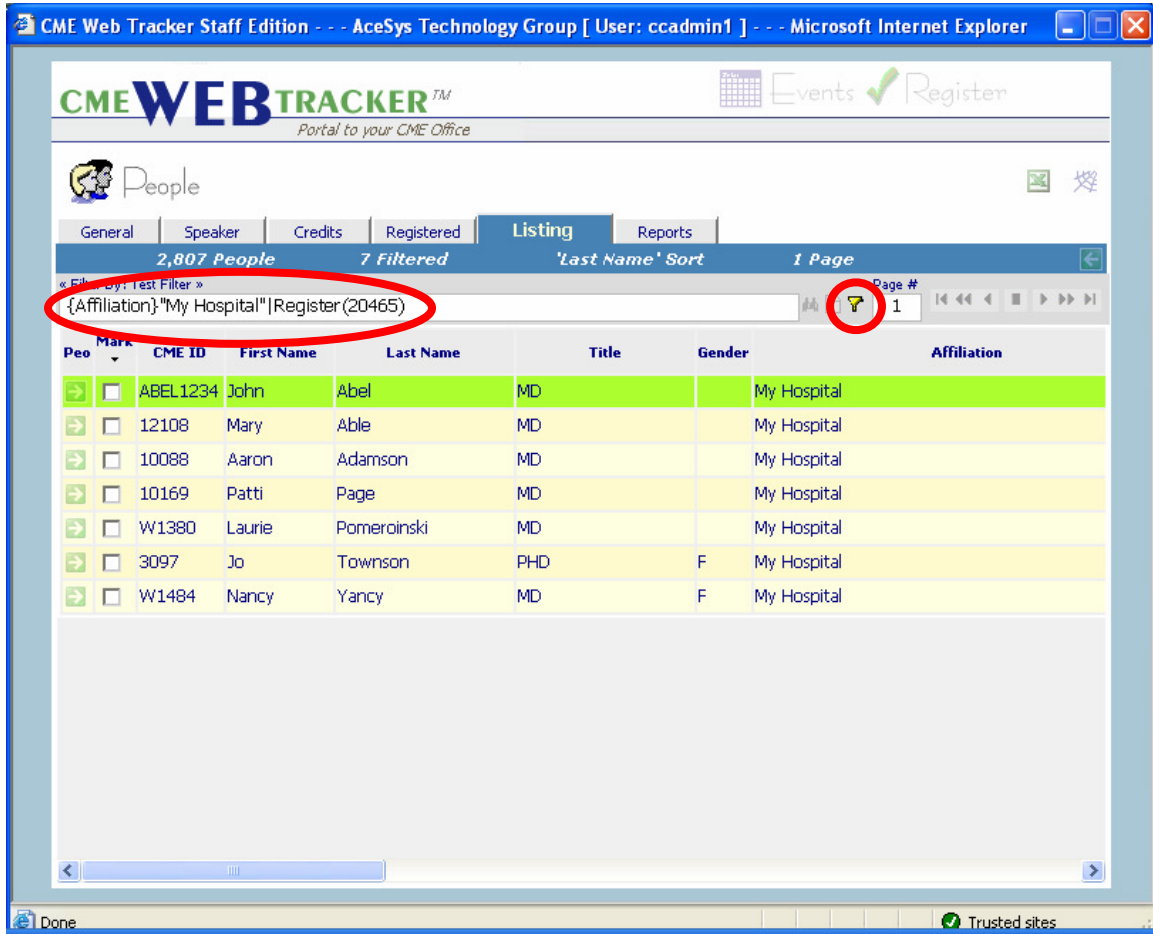 CME Web Tracker Staff Edition - - - AceSys Technology Group [ User: ccadmin1 ] - - - Microsoft Internet Explorer
CMEWEBTRACKER™
Portal to your CME Office
Events Register
People
General Speaker Credits Registered Listing Reports
2,807 People 7 Filtered 'Last Name' Sort 1 Page
« Filter By: Test Filter » Page #
{Affiliation}"My Hospital"|Register(20465) 1
Peo Mark CME ID First Name Last Name Title Gender Affiliation
ABEL1234 John Abel MD My Hospital
12108 Mary Able MD My Hospital
10088 Aaron Adamson MD My Hospital
10169 Patti Page MD My Hospital
W1380 Laurie Pomeroinski MD My Hospital
3097 Jo Townson PHD F My Hospital
W1484 Nancy Yancy MD F My Hospital
Done Trusted sites